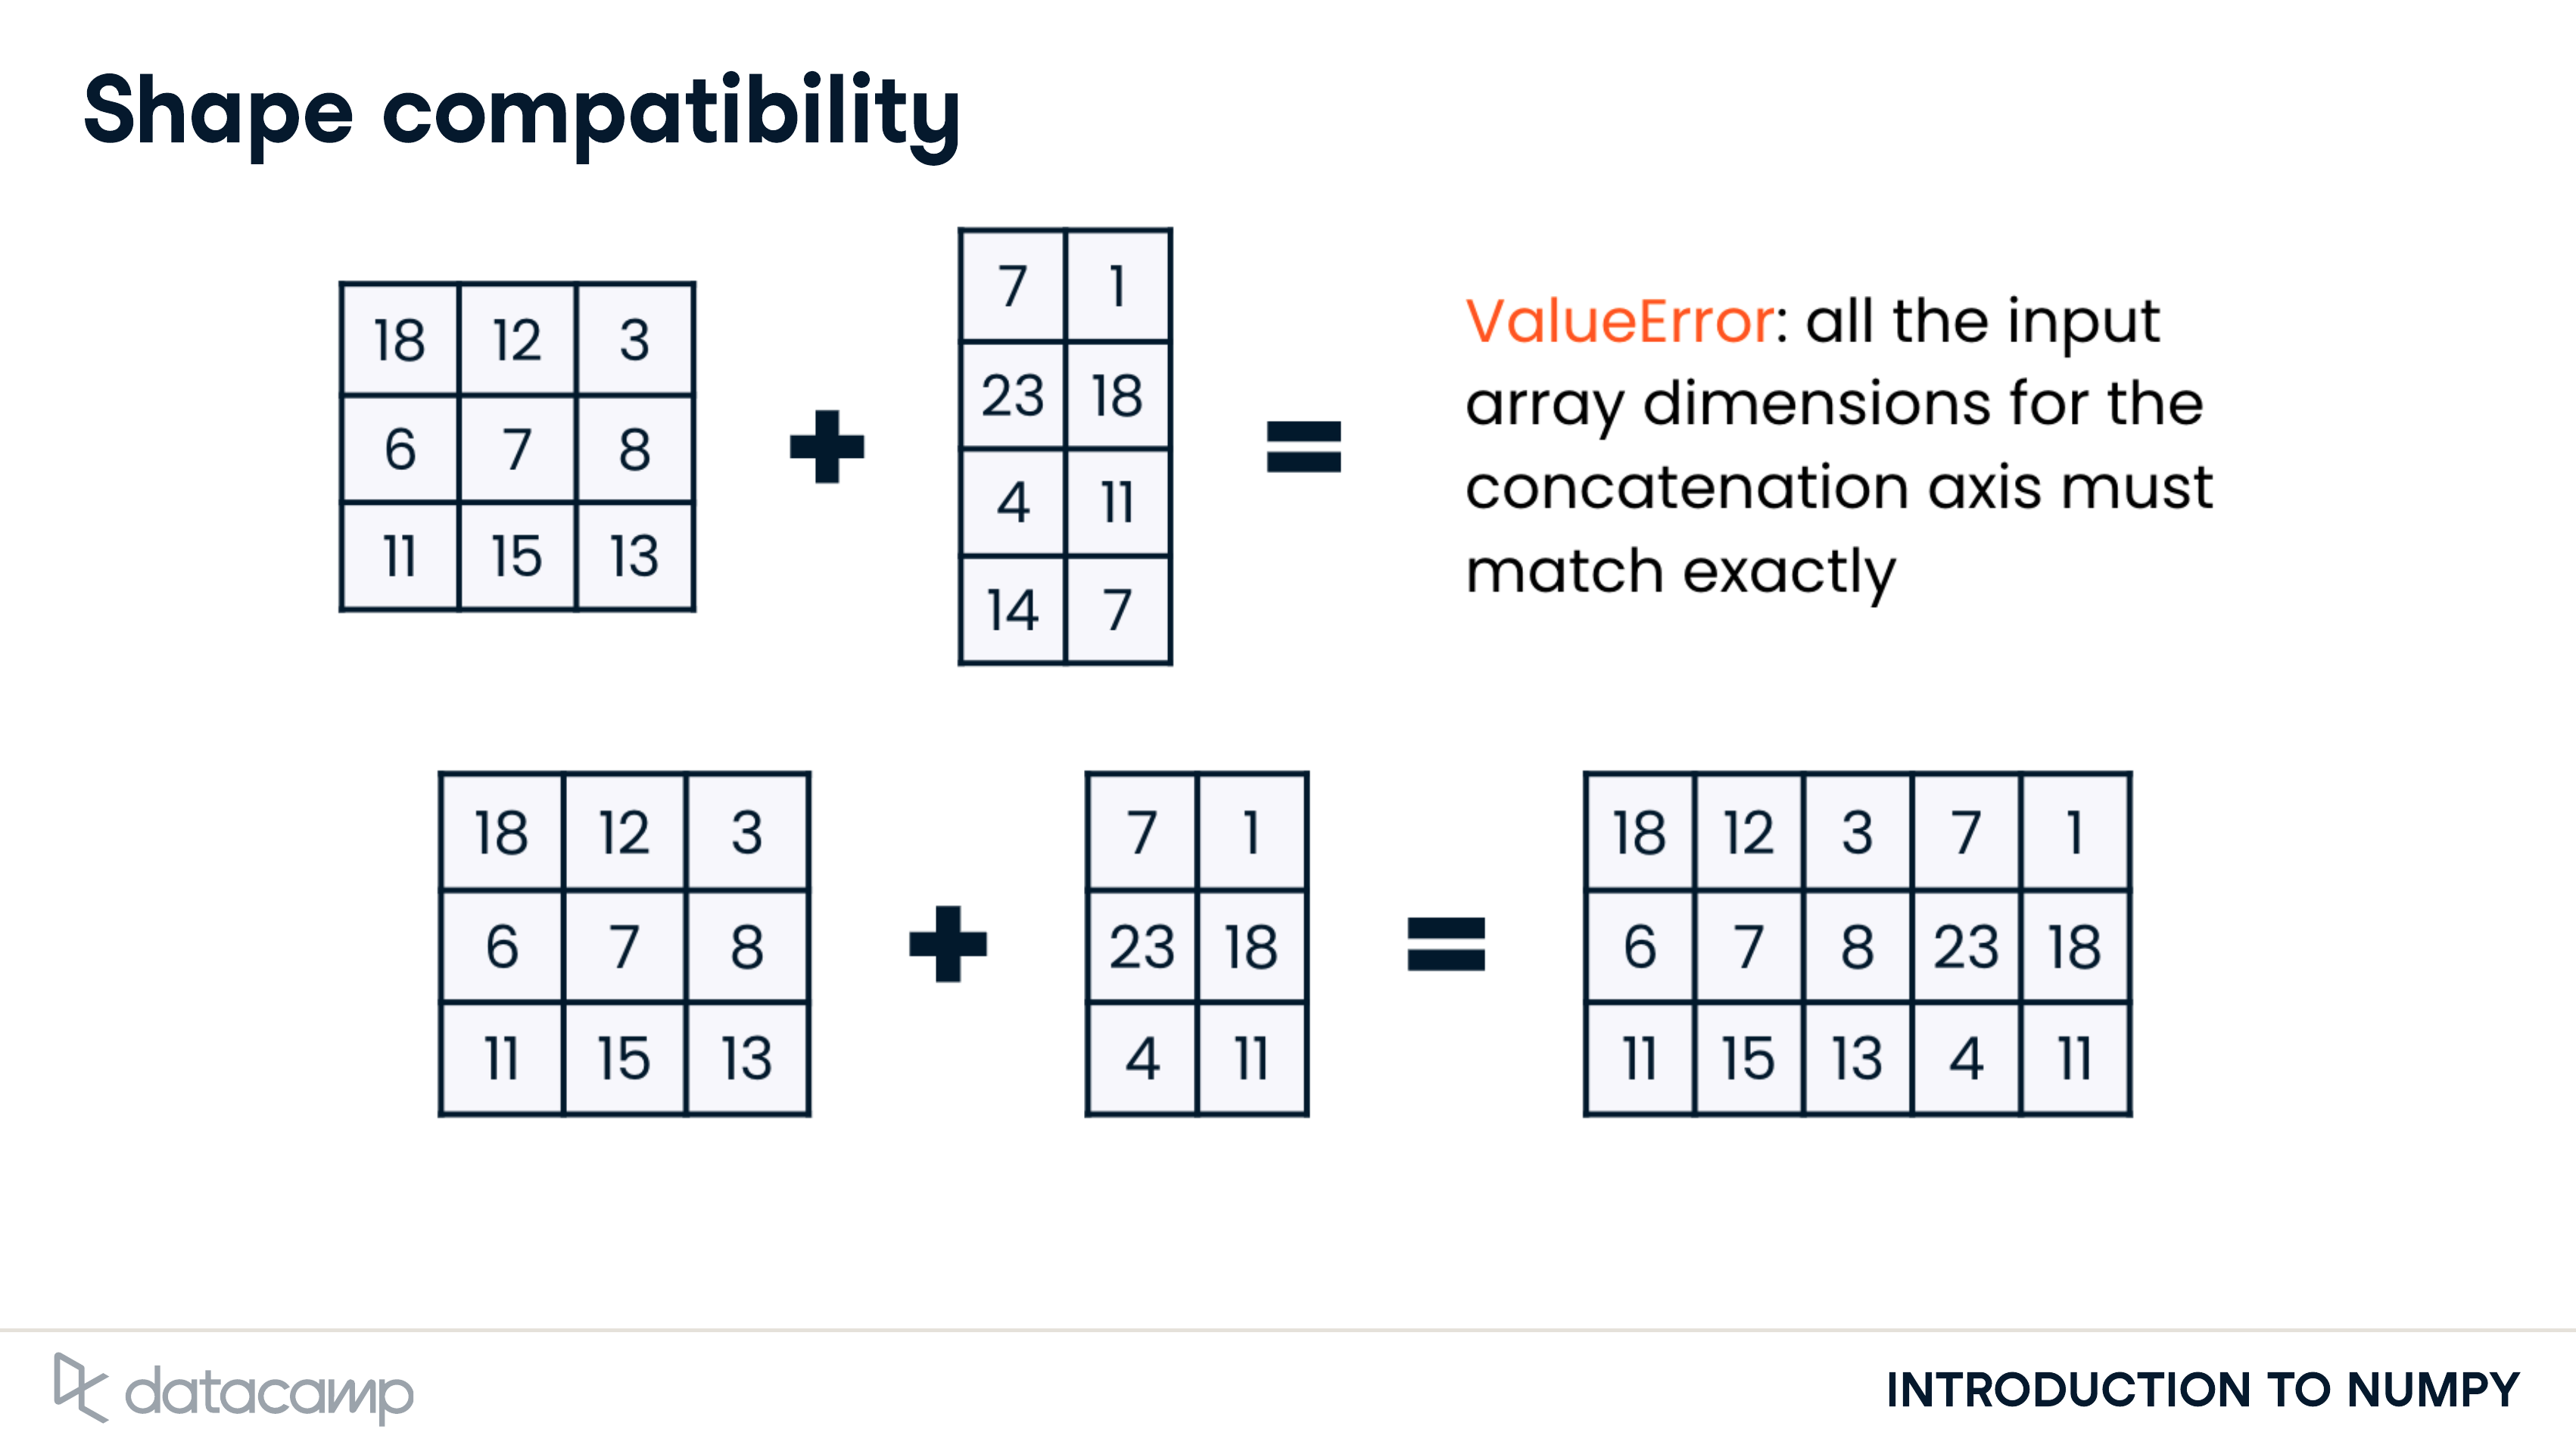 Shape compatibility
18 12 3
6 7 8
11 15 13
+
7 1
23 18
4 11
14 7
=
ValueError: all the input
array dimensions for the
concatenation axis must
match exactly
18 12 3
6 7 8
11 15 13
+
7 1
23 18
4 11
=
18 12 3 7 1
6 7 8 23 18
11 15 13 4 11
datacamp
INTRODUCTION TO NUMPY